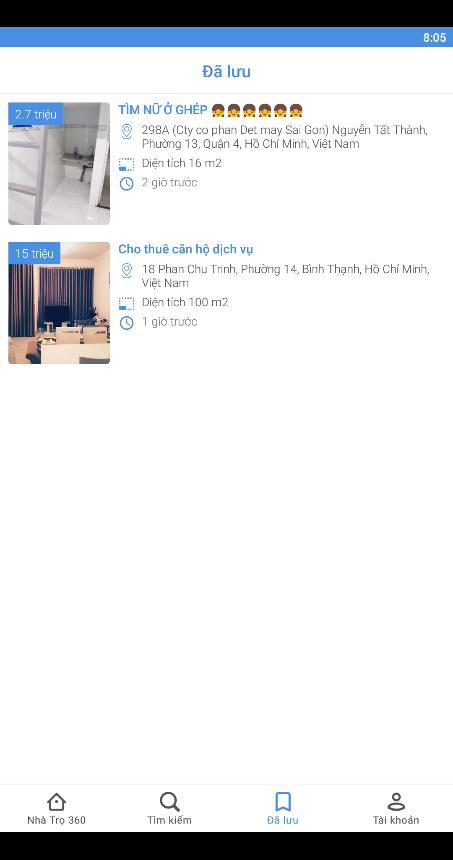 8:05
Đã lưu
2.7 triệu
TÌM NỮ Ở GHÉP 👧👧👧👧👧👧
298A (Cty co phan Det may Sai Gon) Nguyễn Tất Thành,
Phường 13, Quận 4, Hồ Chí Minh, Việt Nam
Diện tích 16 m2
2 giờ trước
15 triệu
Cho thuê căn hộ dịch vụ
18 Phan Chu Trinh, Phường 14, Bình Thạnh, Hồ Chí Minh,
Việt Nam
Diện tích 100 m2
1 giờ trước
Nhà Trọ 360
Tìm kiếm
Đã lưu
Tài khoản